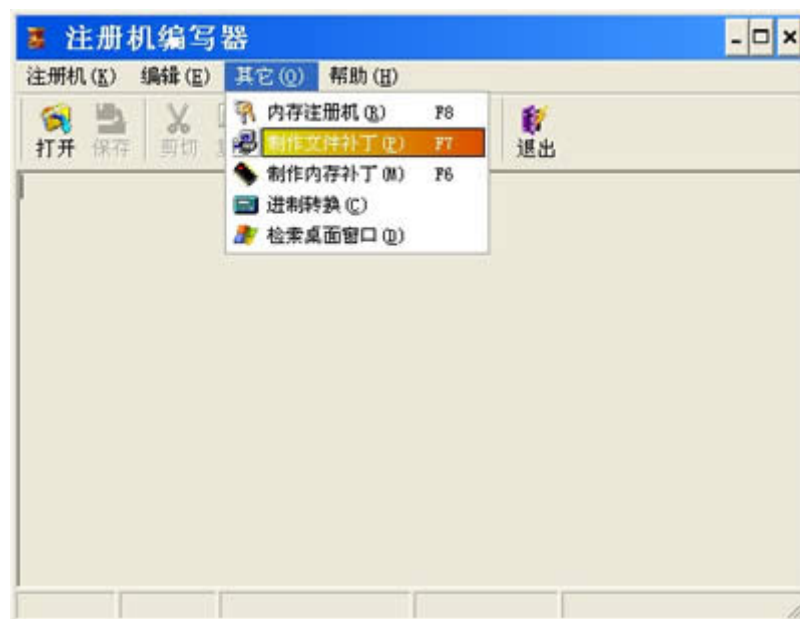 注册机编写器
注册机(K) 编辑(E) 其它(O) 帮助(H)
打开 保存 剪切 退出
内存注册机(R) F8
制作文件补丁(P) F7
制作内存补丁(M) F6
进制转换(C)
检索桌面窗口(D)